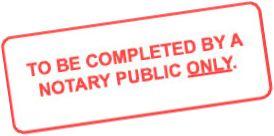 TO BE COMPLETED BY A
NOTARY PUBLIC ONLY.